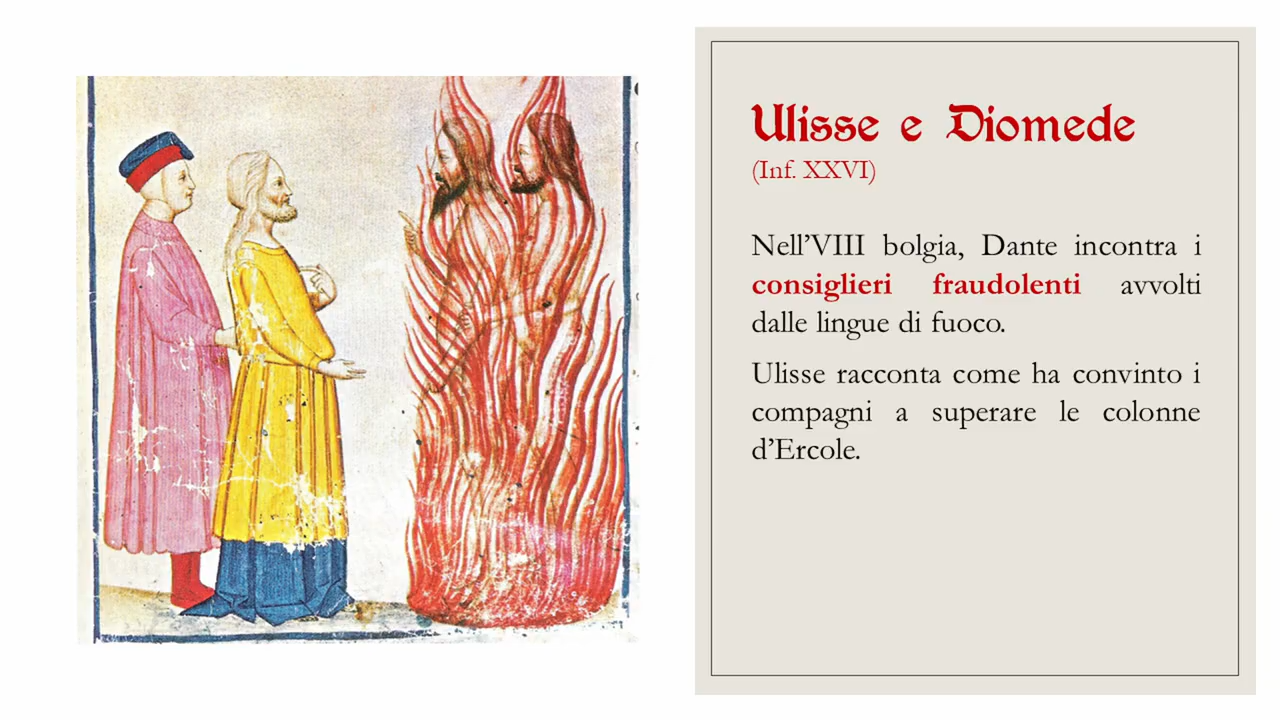 Ulisse e Diomede
(Inf. XXVI)
Nell’VIII bolgia, Dante incontra i
consiglieri fraudolenti avvolti
dalle lingue di fuoco.
Ulisse racconta come ha convinto i
compagni a superare le colonne
d’Ercole.